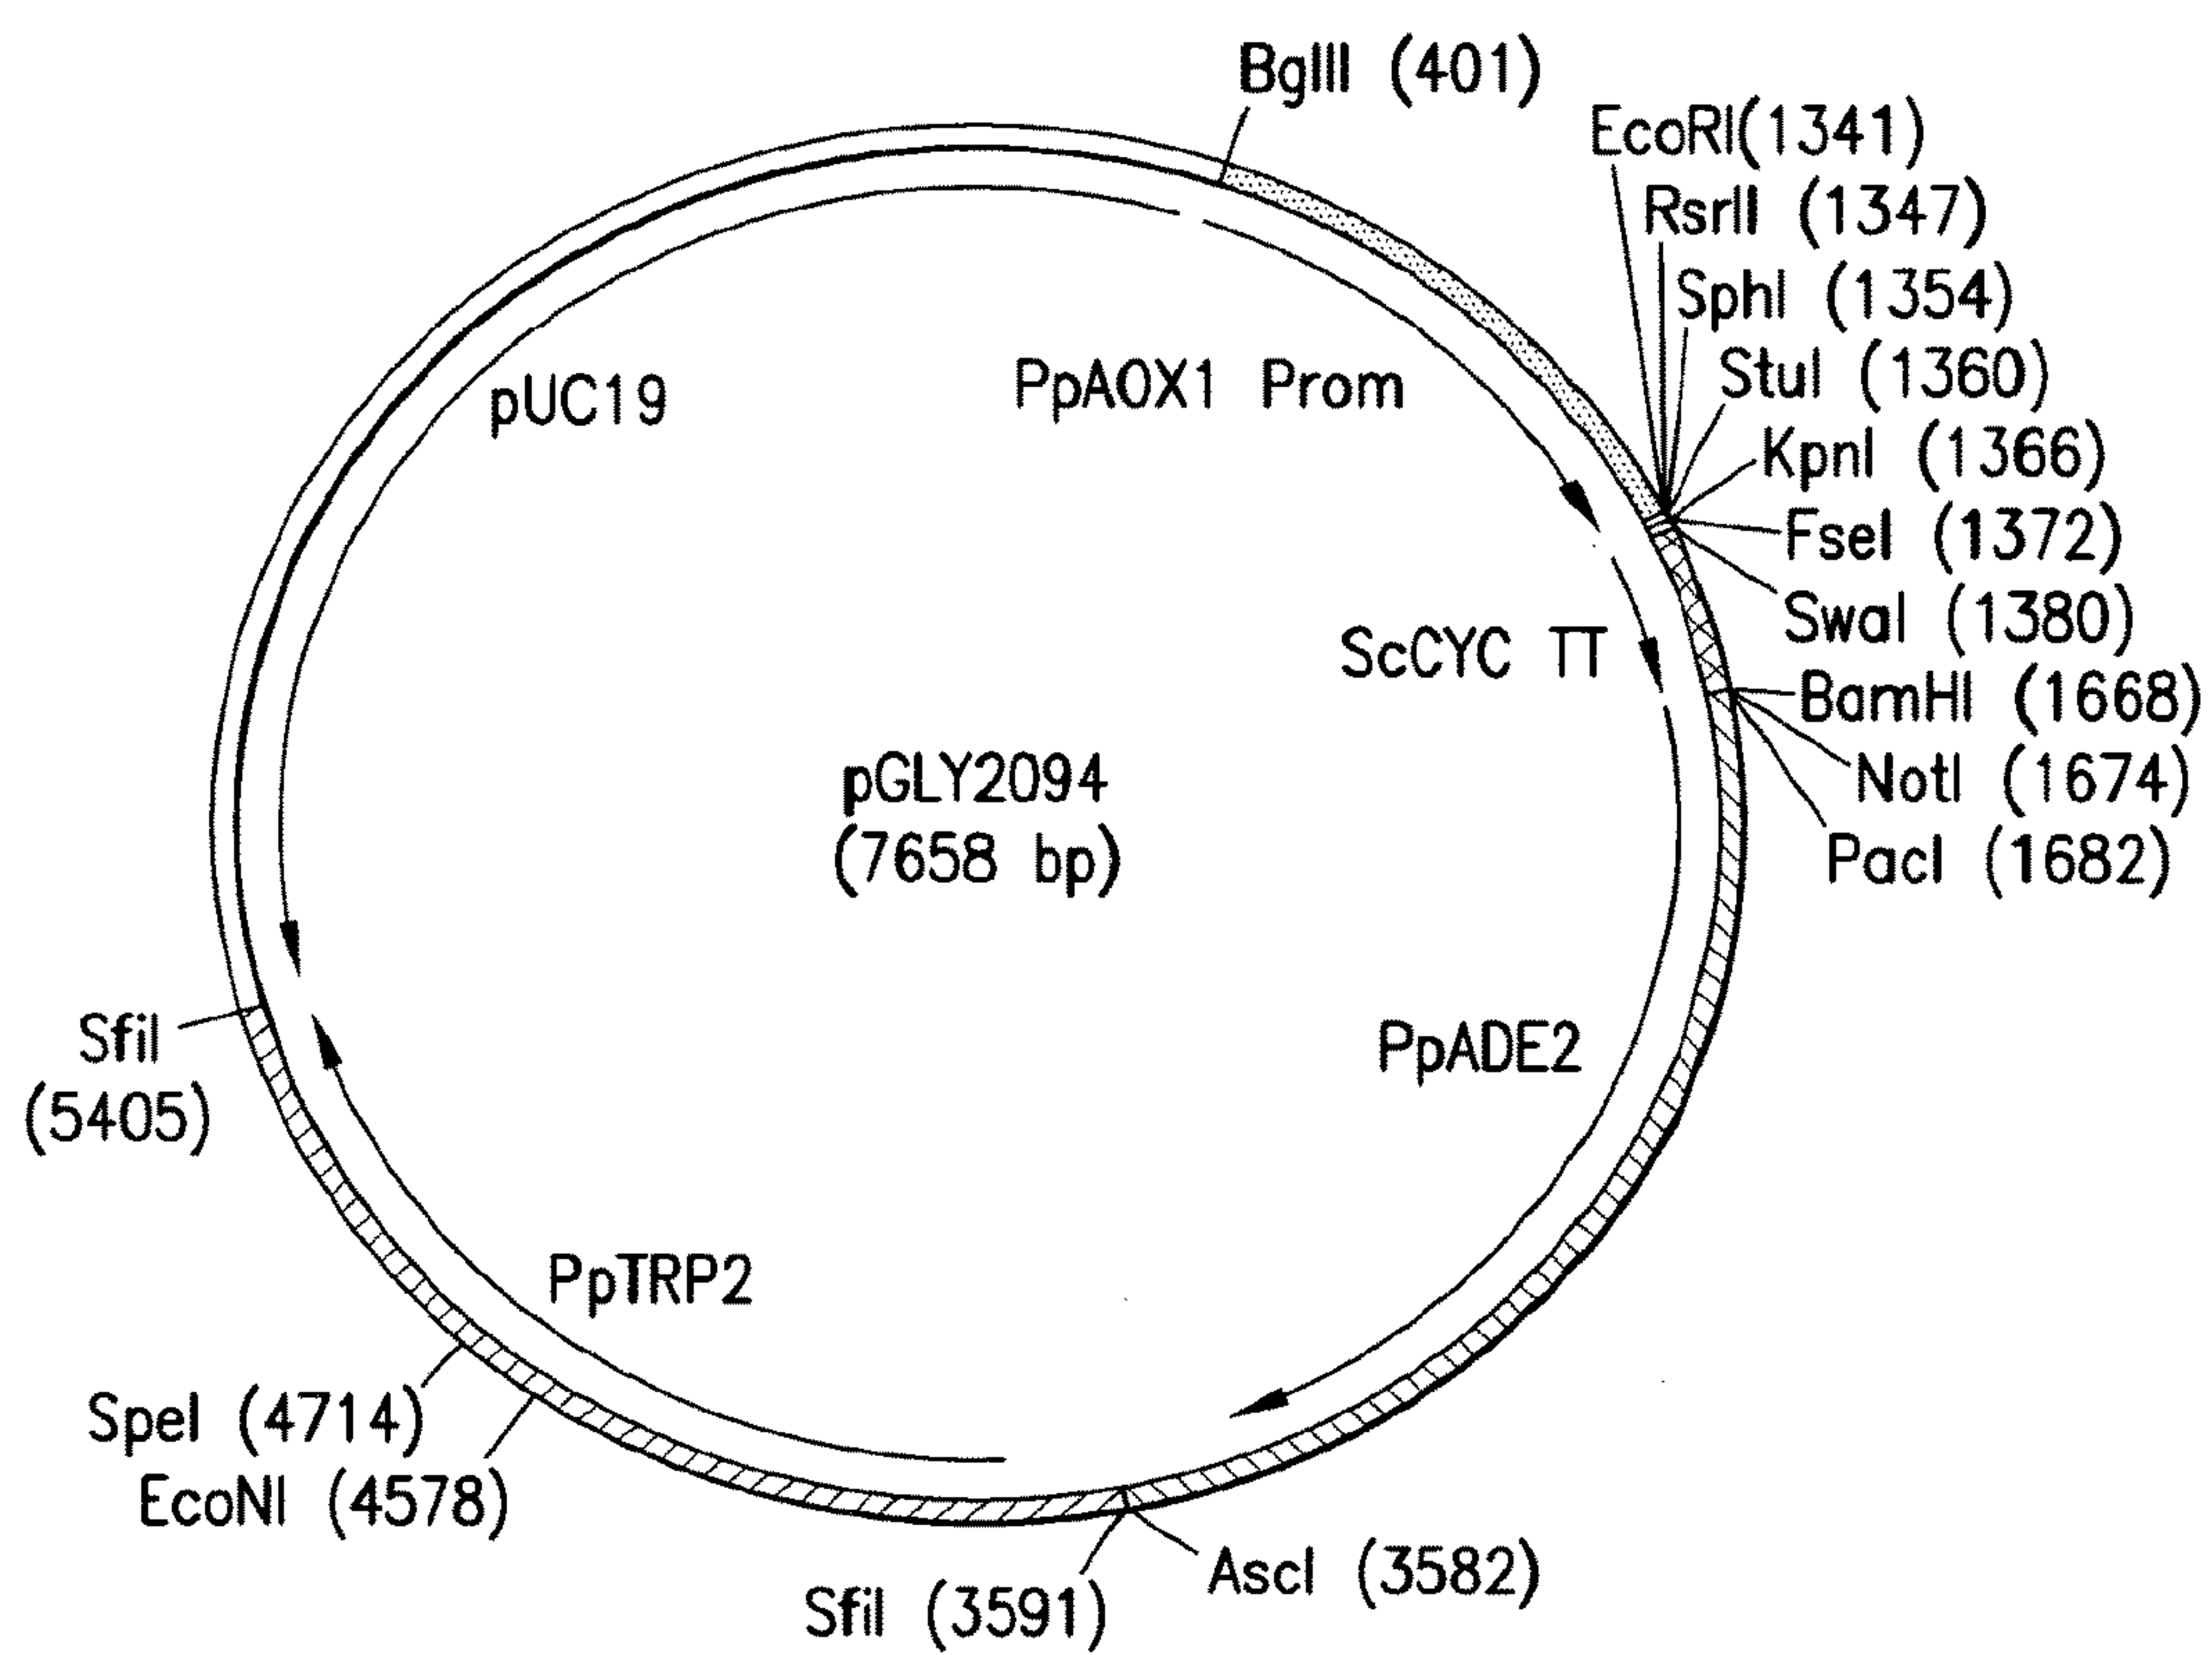 BglII (401)
EcoRI(1341)
RsrII (1347)
SphI (1354)
StuI (1360)
KpnI (1366)
FseI (1372)
SwaI (1380)
BamHI (1668)
NotI (1674)
PacI (1682)
pUC19
PpAOX1 Prom
ScCYC TT
pGLY2094
(7658 bp)
PpADE2
PpTRP2
SfiI
(5405)
SpeI (4714)
EcoNI (4578)
SfiI (3591)
AscI (3582)